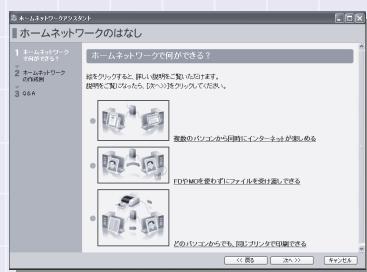 ホームネットワークアシスタント
ホームネットワークのはなし
1 ホームネットワークで何ができる?
2 ホームネットワークの作成例
3 Q&A
ホームネットワークで何ができる?
絵をクリックすると、詳しい説明をご覧いただけます。
説明をご覧になったら、[次へ>>]をクリックしてください。
複数のパソコンから同時にインターネットが楽しめる
FDやMOを使わずにファイルを受け渡しできる
どのパソコンからでも、同じプリンタで印刷できる
<< 戻る
次へ >>
キャンセル